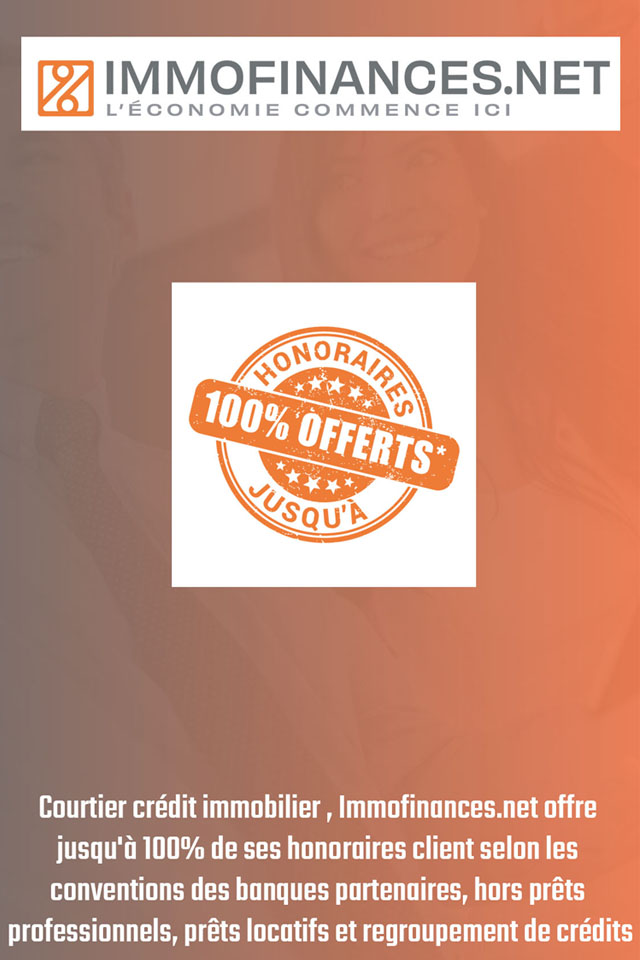 IMMOFINANCES.NET
L'ÉCONOMIE COMMENCE ICI
HONORAIRES
100% OFFERTS*
JUSQU'À
Courtier crédit immobilier , Immofinances.net offre
jusqu'à 100% de ses honoraires client selon les
conventions des banques partenaires, hors prêts
professionnels, prêts locatifs et regroupement de crédits